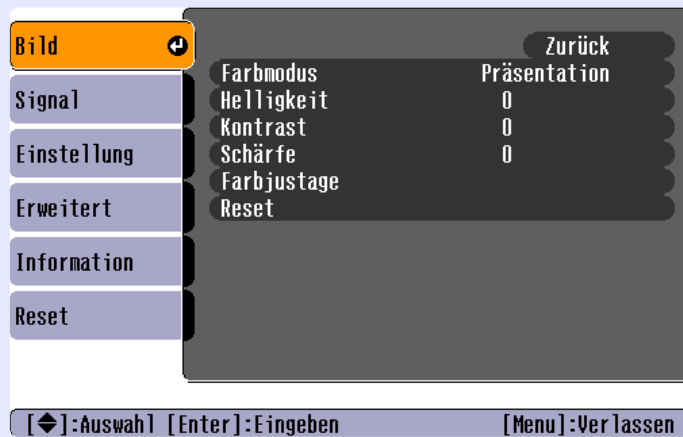 Bild
Signal
Einstellung
Erweitert
Information
Reset
Zurück
Farbmodus Präsentation
Helligkeit 0
Kontrast 0
Schärfe 0
Farbjustage
Reset
[◆]:Auswahl [Enter]:Eingeben [Menu]:Verlassen